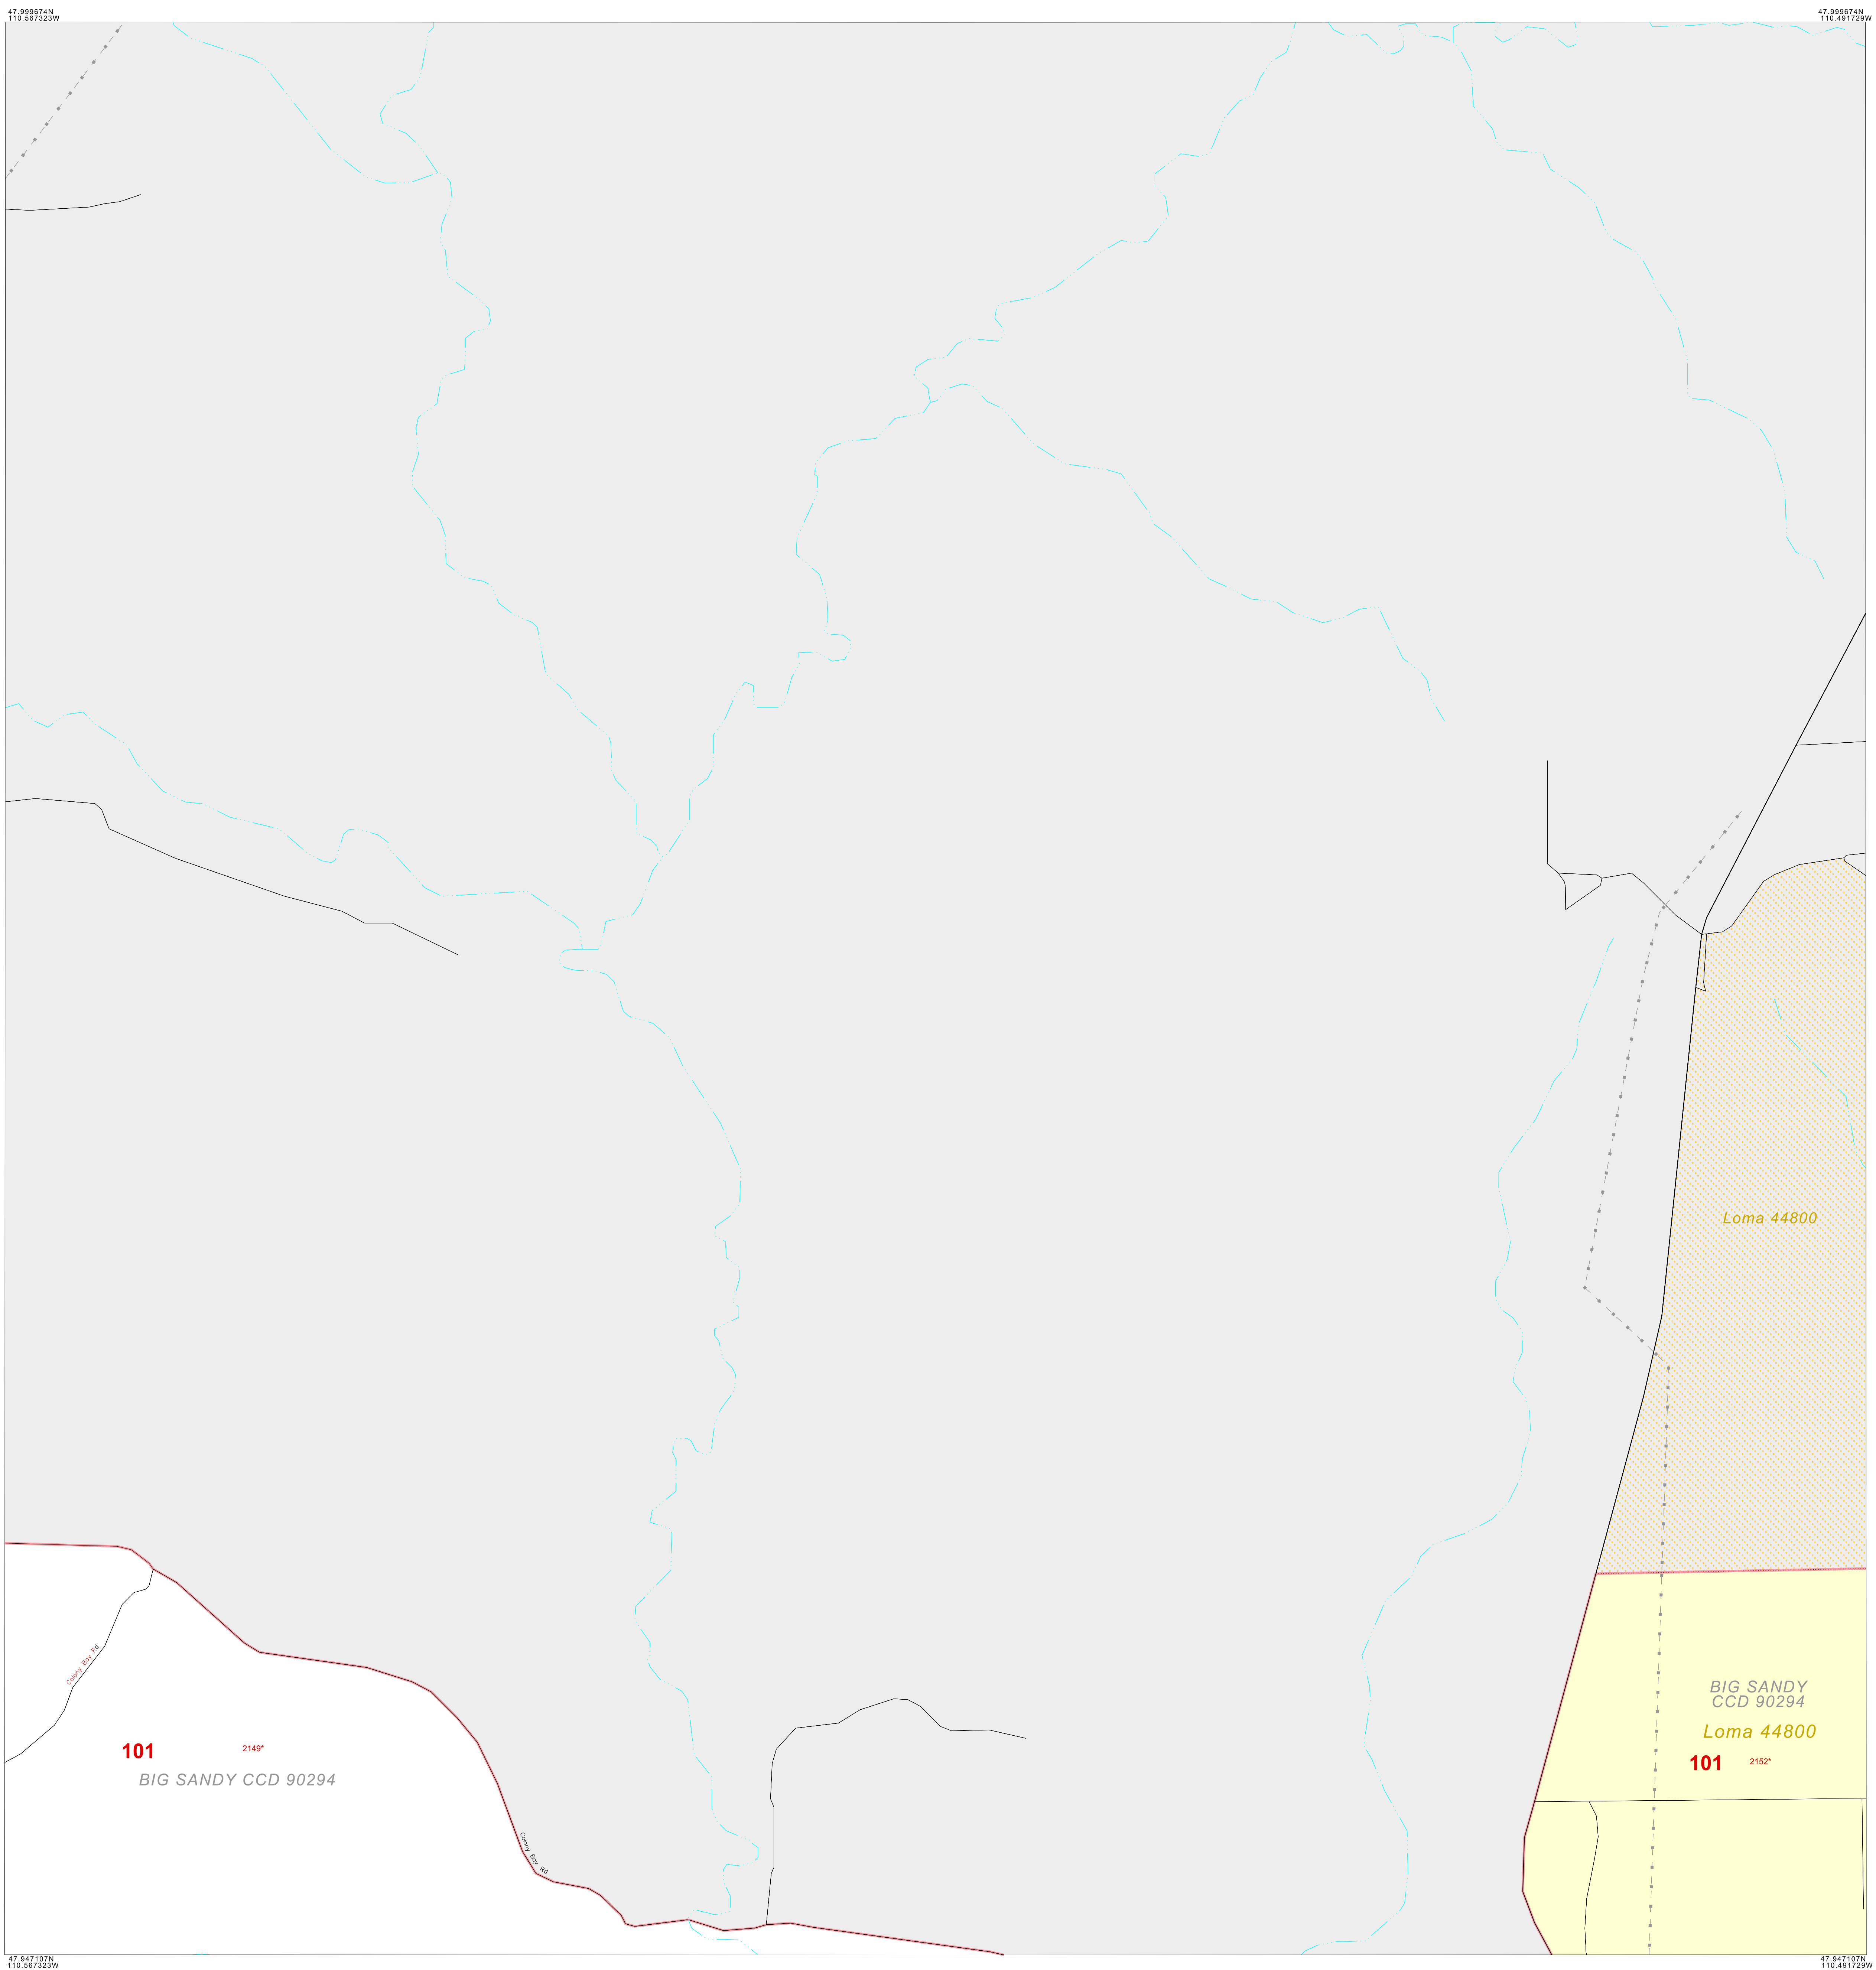 47.999674N
110.567323W
47.999674N
110.491729W
Loma 44800
Colony Bay Rd
BIG SANDY
CCD 90294
Loma 44800
101
2149*
101
2152*
BIG SANDY CCD 90294
Colony Bay Rd
47.947107N
110.567323W
47.947107N
110.491729W